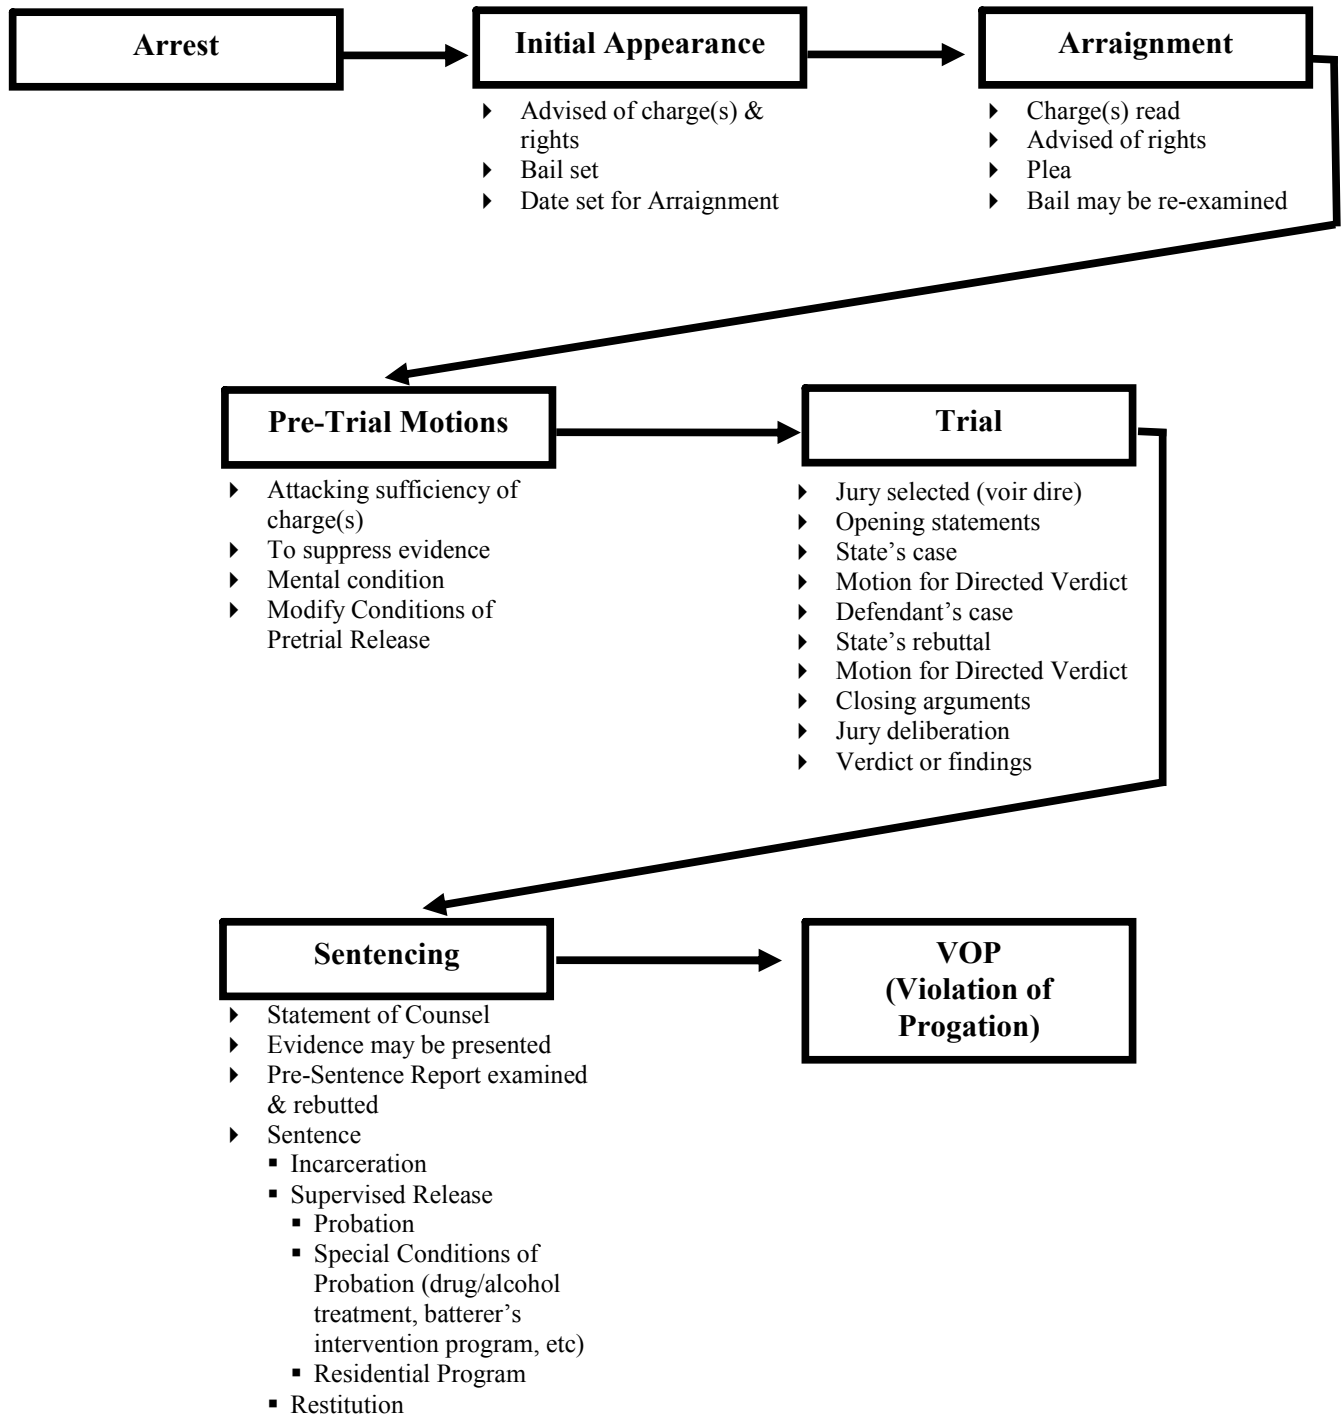 Arrest
Initial Appearance
‣ Advised of charge(s) &
rights
‣ Bail set
‣ Date set for Arraignment
Arraignment
‣ Charge(s) read
‣ Advised of rights
‣ Plea
‣ Bail may be re-examined
Pre-Trial Motions
‣ Attacking sufficiency of
charge(s)
‣ To suppress evidence
‣ Mental condition
‣ Modify Conditions of
Pretrial Release
Trial
‣ Jury selected (voir dire)
‣ Opening statements
‣ State’s case
‣ Motion for Directed Verdict
‣ Defendant’s case
‣ State’s rebuttal
‣ Motion for Directed Verdict
‣ Closing arguments
‣ Jury deliberation
‣ Verdict or findings
Sentencing
‣ Statement of Counsel
‣ Evidence may be presented
‣ Pre-Sentence Report examined
& rebutted
‣ Sentence
▪ Incarceration
▪ Supervised Release
▪ Probation
▪ Special Conditions of
Probation (drug/alcohol
treatment, batterer’s
intervention program, etc)
▪ Residential Program
▪ Restitution
VOP
(Violation of
Progation)